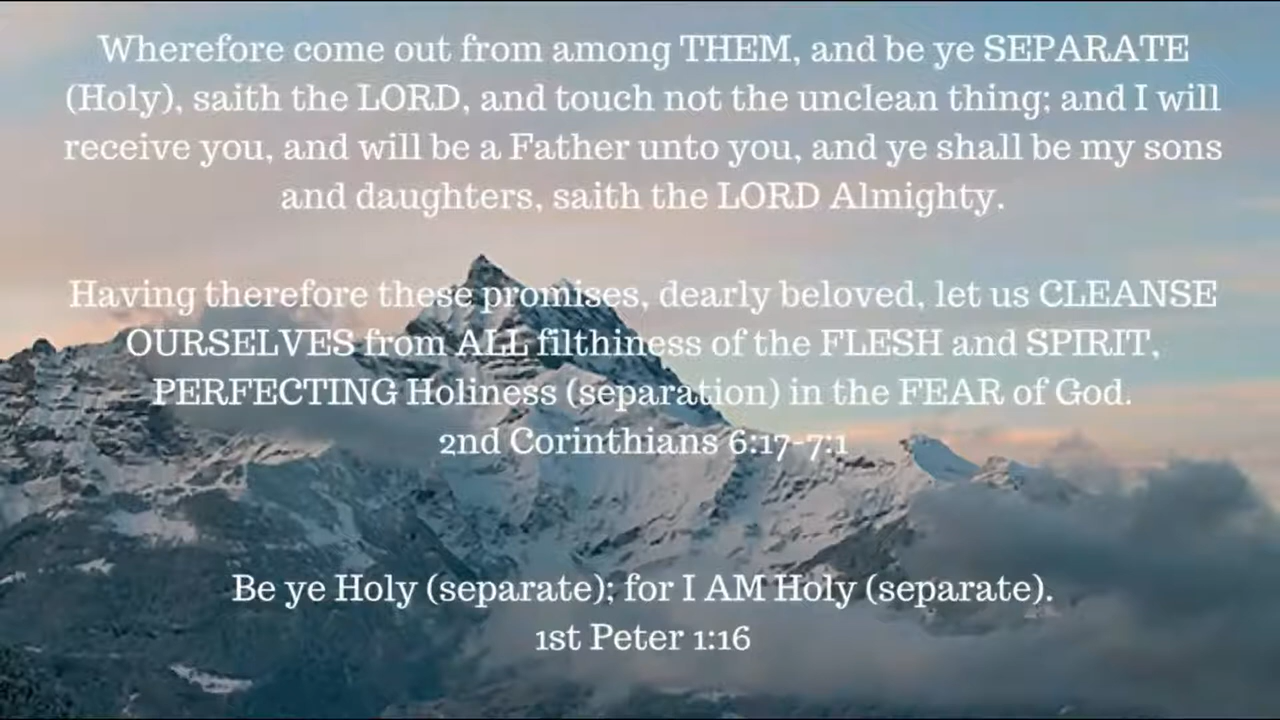 Wherefore come out from among THEM, and be ye SEPARATE
(Holy), saith the LORD, and touch not the unclean thing; and I will
receive you, and will be a Father unto you, and ye shall be my sons
and daughters, saith the LORD Almighty.
Having therefore these promises, dearly beloved, let us CLEANSE
OURSELVES from ALL filthiness of the FLESH and SPIRIT,
PERFECTING Holiness (separation) in the FEAR of God.
2nd Corinthians 6:17-7:1
Be ye Holy (separate); for I AM Holy (separate).
1st Peter 1:16